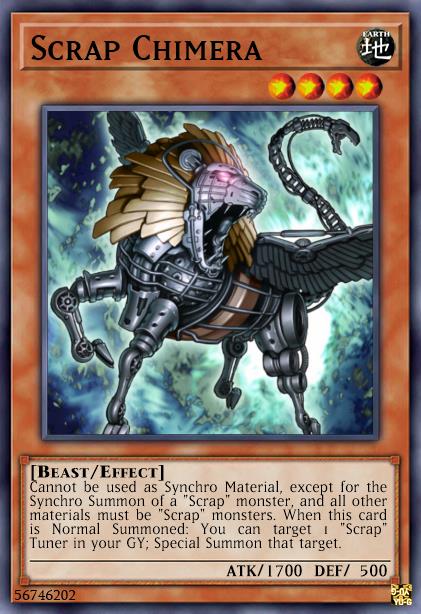 SCRAP CHIMERA
EARTH
地
[BEAST/EFFECT]
Cannot be used as Synchro Material, except for the
Synchro Summon of a "Scrap" monster, and all other
materials must be "Scrap" monsters. When this card
is Normal Summoned: You can target 1 "Scrap"
Tuner in your GY; Special Summon that target.
ATK/1700 DEF/ 500
56746202